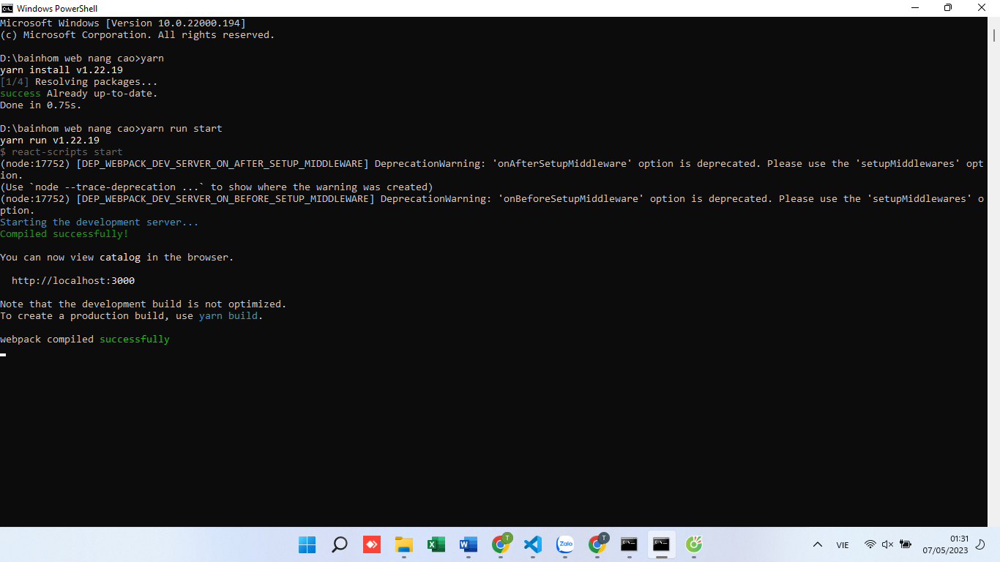 Windows PowerShell
Microsoft Windows [Version 10.0.22000.194]
(c) Microsoft Corporation. All rights reserved.
D:\bainhom web nang cao>yarn
yarn install v1.22.19
[1/4] Resolving packages...
success Already up-to-date.
Done in 0.75s.
D:\bainhom web nang cao>yarn run start
yarn run v1.22.19
$ react-scripts start
(node:17752) [DEP_WEBPACK_DEV_SERVER_ON_AFTER_SETUP_MIDDLEWARE] DeprecationWarning: 'onAfterSetupMiddleware' option is deprecated. Please use the 'setupMiddlewares' opt
ion.
(Use `node --trace-deprecation ...` to show where the warning was created)
(node:17752) [DEP_WEBPACK_DEV_SERVER_ON_BEFORE_SETUP_MIDDLEWARE] DeprecationWarning: 'onBeforeSetupMiddleware' option is deprecated. Please use the 'setupMiddlewares' o
ption.
Starting the development server...
Compiled successfully!
You can now view catalog in the browser.
http://localhost:3000
Note that the development build is not optimized.
To create a production build, use yarn build.
webpack compiled successfully
Zalo
T
T
VIE
01:31
07/05/2023